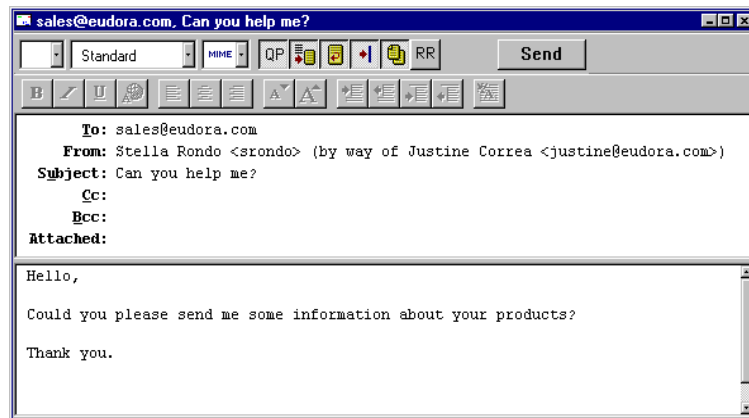 sales@eudora.com, Can you help me?
Standard MIME QP RR Send
B I U
To: sales@eudora.com
From: Stella Rondo <srondo> (by way of Justine Correa <justine@eudora.com>)
Subject: Can you help me?
Cc:
Bcc:
Attached:
Hello,
Could you please send me some information about your products?
Thank you.